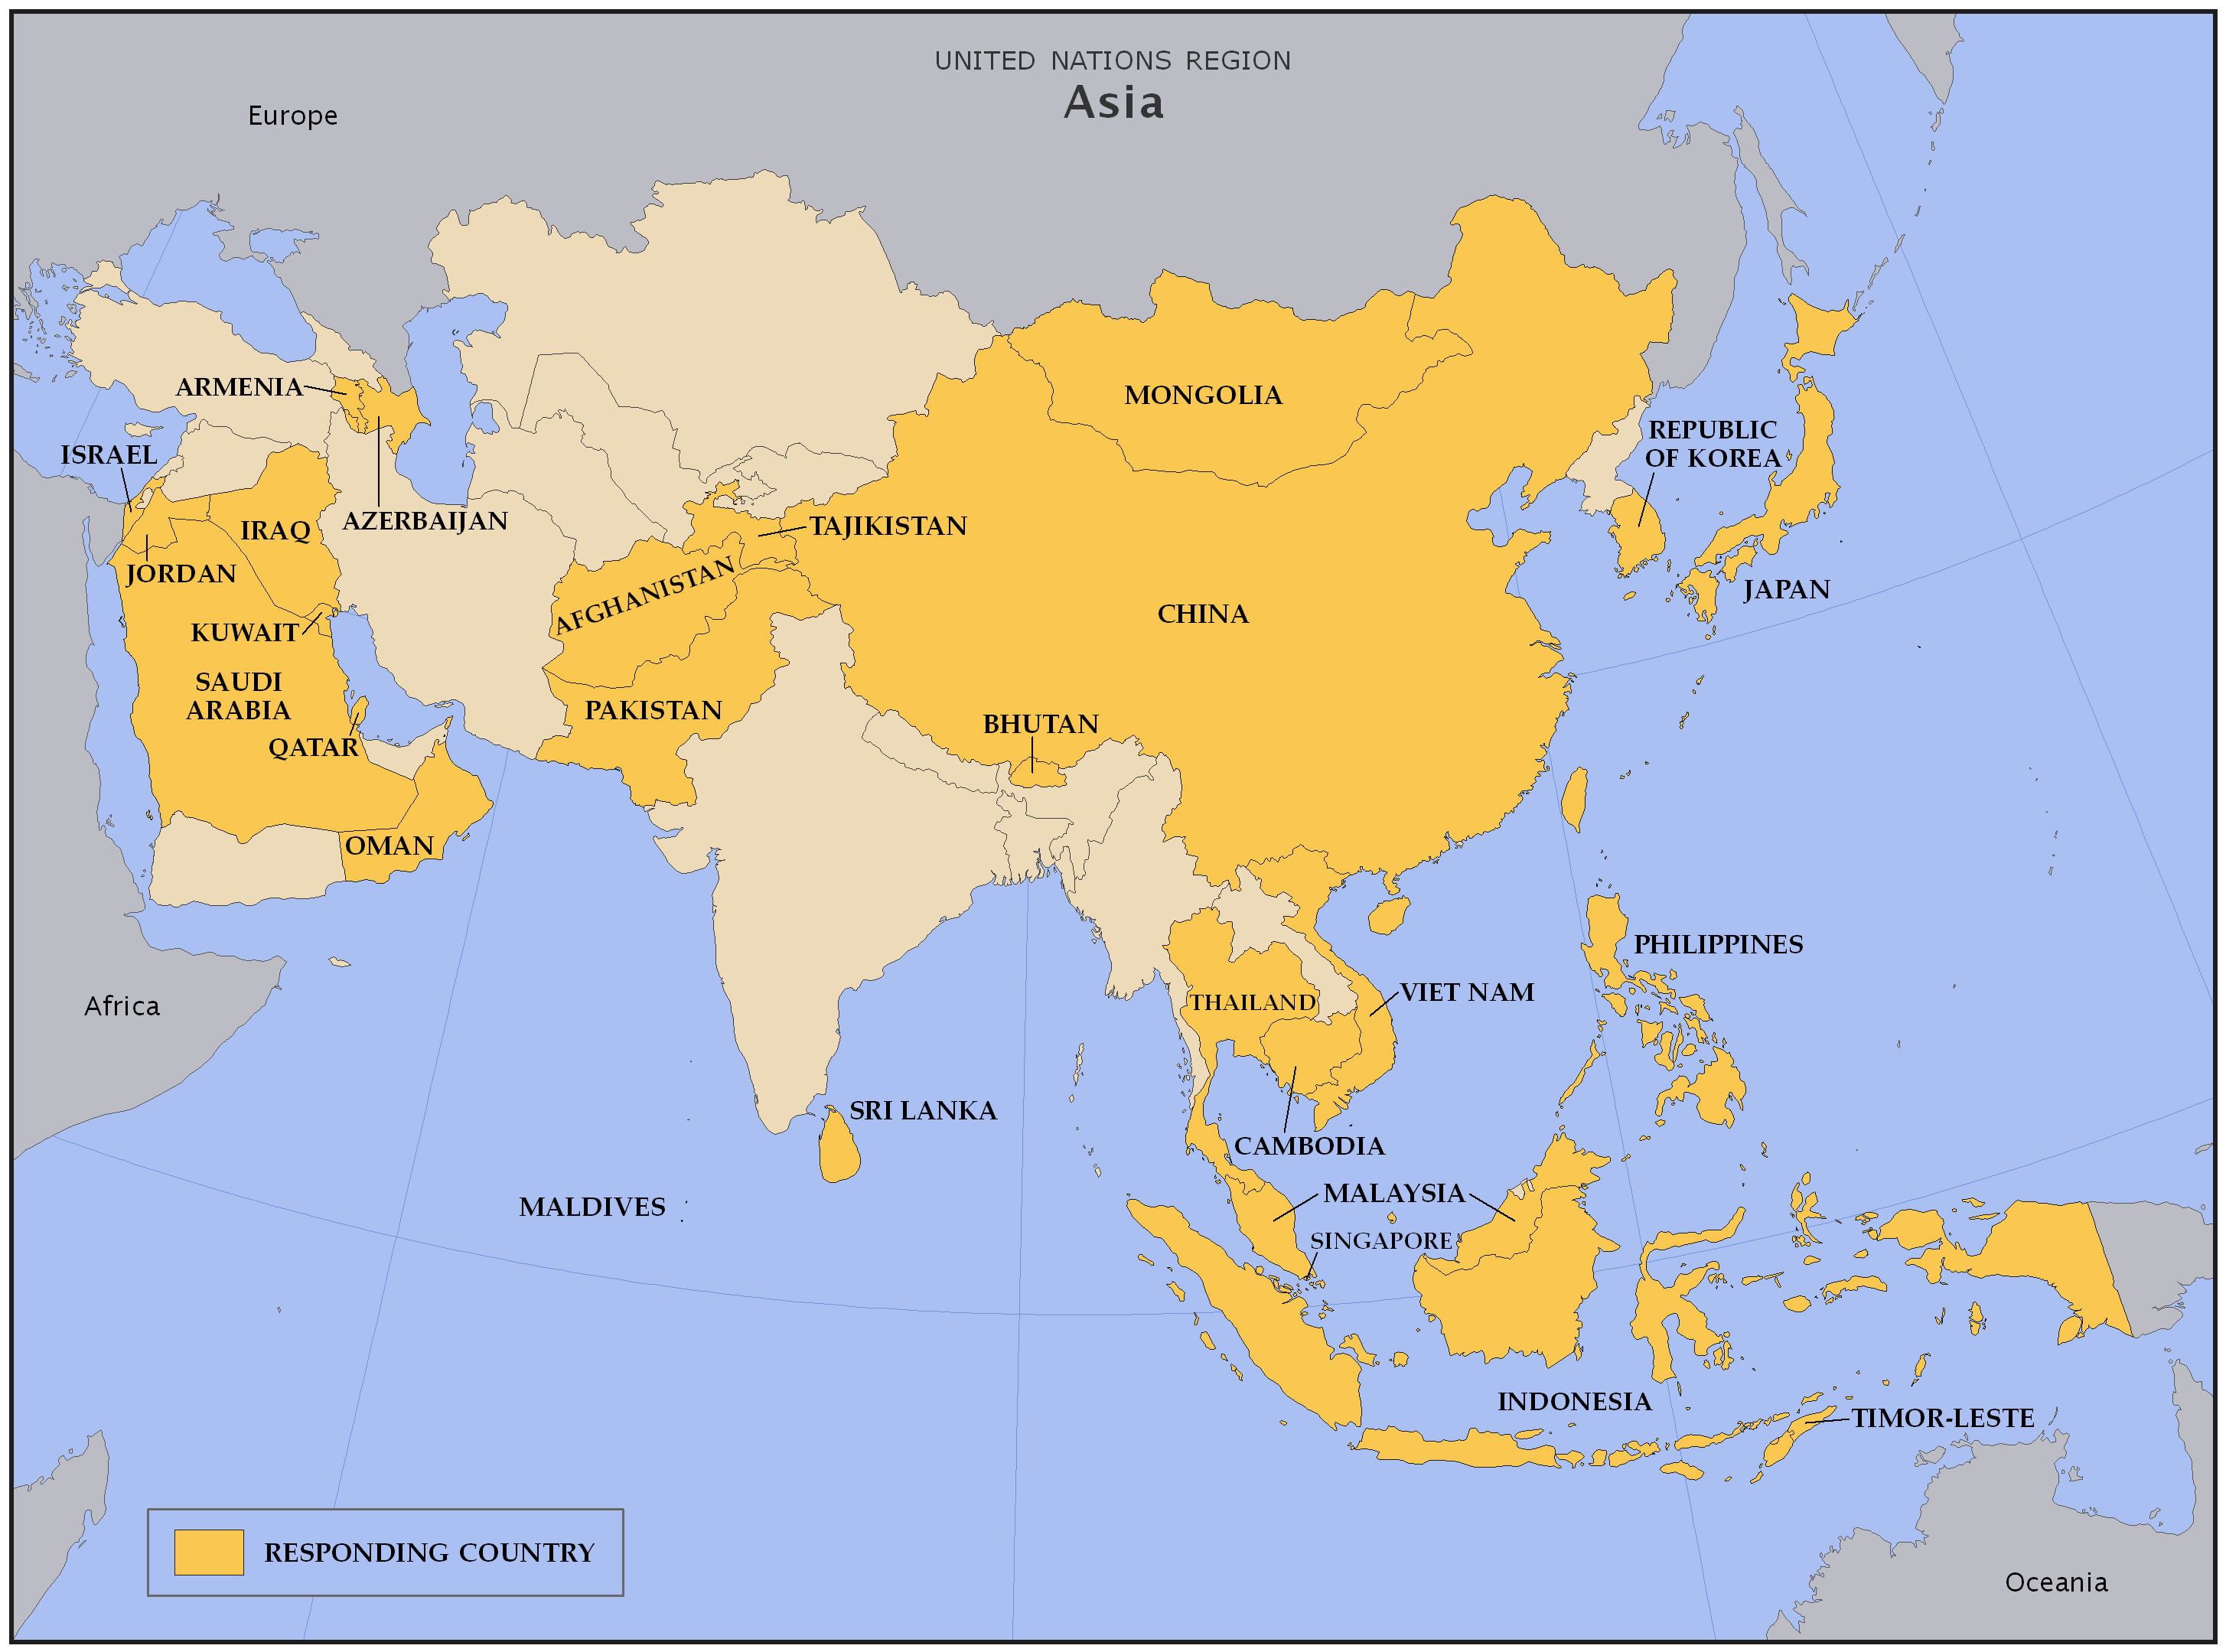 UNITED NATIONS REGION
Asia
Europe
ARMENIA
MONGOLIA
REPUBLIC
OF KOREA
ISRAEL
AZERBAIJAN
IRAQ
TAJIKISTAN
JORDAN
AFGHANISTAN
JAPAN
CHINA
KUWAIT
SAUDI
ARABIA
PAKISTAN
BHUTAN
QATAR
OMAN
PHILIPPINES
VIET NAM
THAILAND
Africa
SRI LANKA
CAMBODIA
MALAYSIA
MALDIVES
SINGAPORE
INDONESIA
TIMOR-LESTE
RESPONDING COUNTRY
Oceania